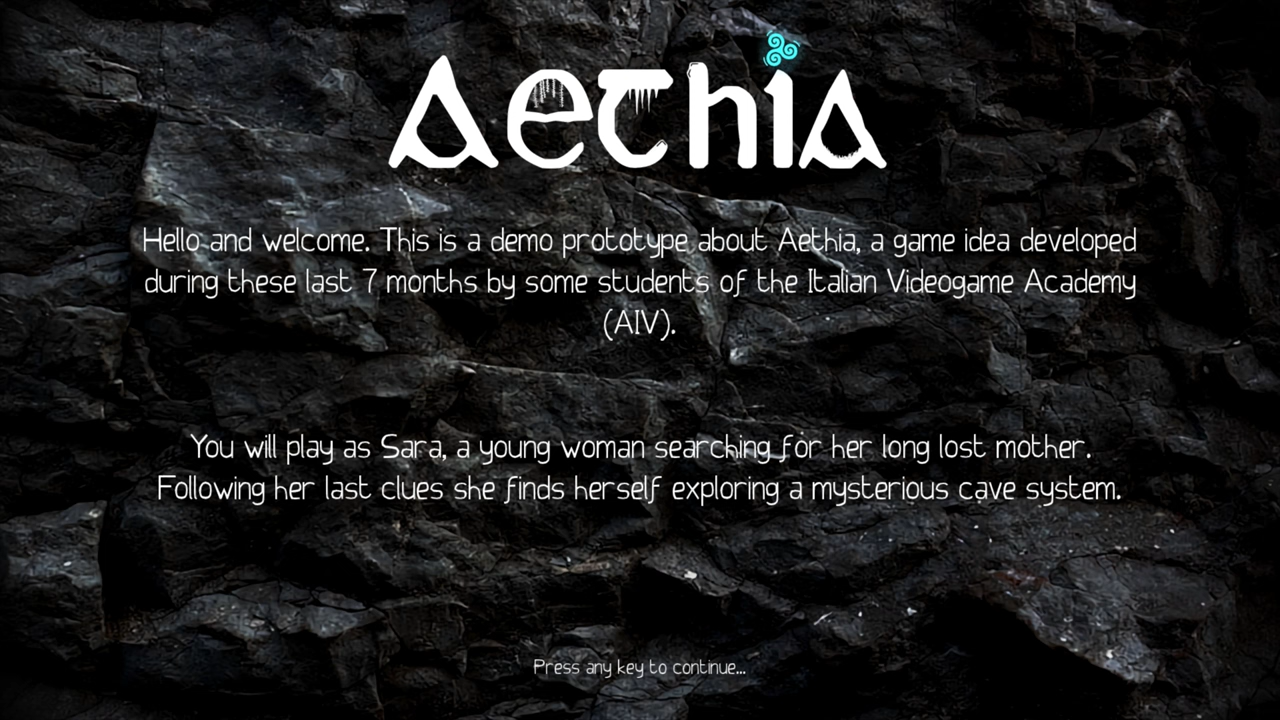 Aethia
Hello and welcome. This is a demo prototype about Aethia, a game idea developed
during these last 7 months by some students of the Italian Videogame Academy
(AIV).
You will play as Sara, a young woman searching for her long lost mother.
Following her last clues she finds herself exploring a mysterious cave system.
Press any key to continue...